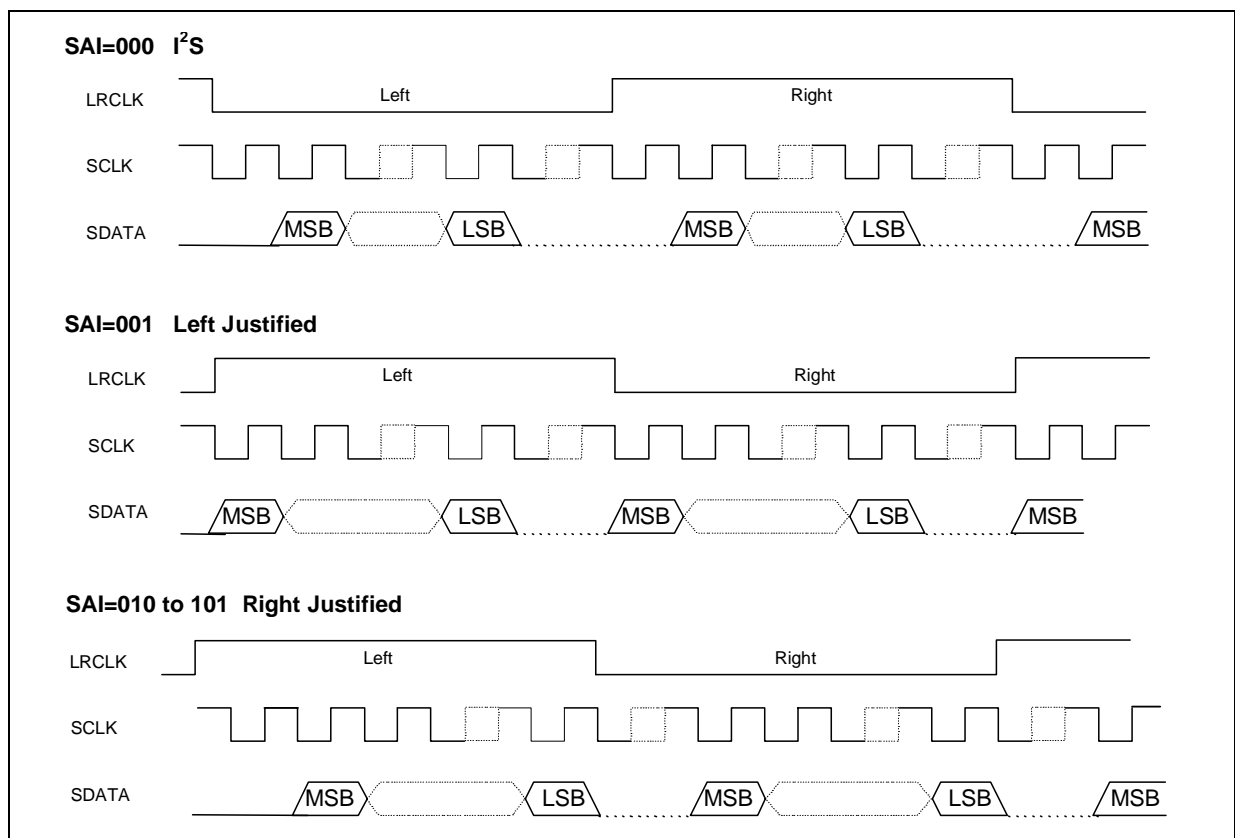 SAI=000 I²S
LRCLK Left Right
SCLK
SDATA MSB LSB MSB LSB MSB
SAI=001 Left Justified
LRCLK Left Right
SCLK
SDATA MSB LSB MSB LSB MSB
SAI=010 to 101 Right Justified
LRCLK Left Right
SCLK
SDATA MSB LSB MSB LSB MSB